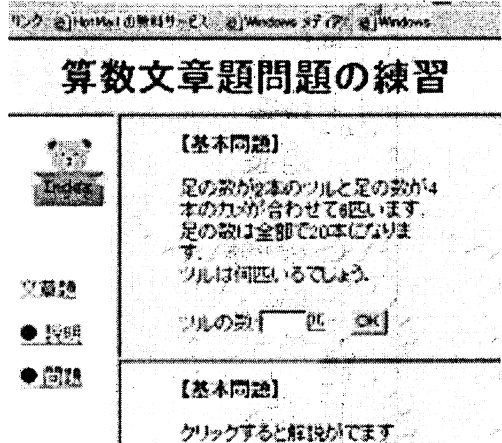 リンク @]HotMail の無料サービス @]Windows メディア @]Windows
算数文章題問題の練習
Index
文章題
● 説明
● 問題
【基本問題】
足の数が2本のツルと足の数が4
本のカメが合わせて6匹います.
足の数は全部で20本になりま
す.
ツルは何匹いるでしょう.
ツルの数 匹 OK
【基本問題】
クリックすると解説がでます.